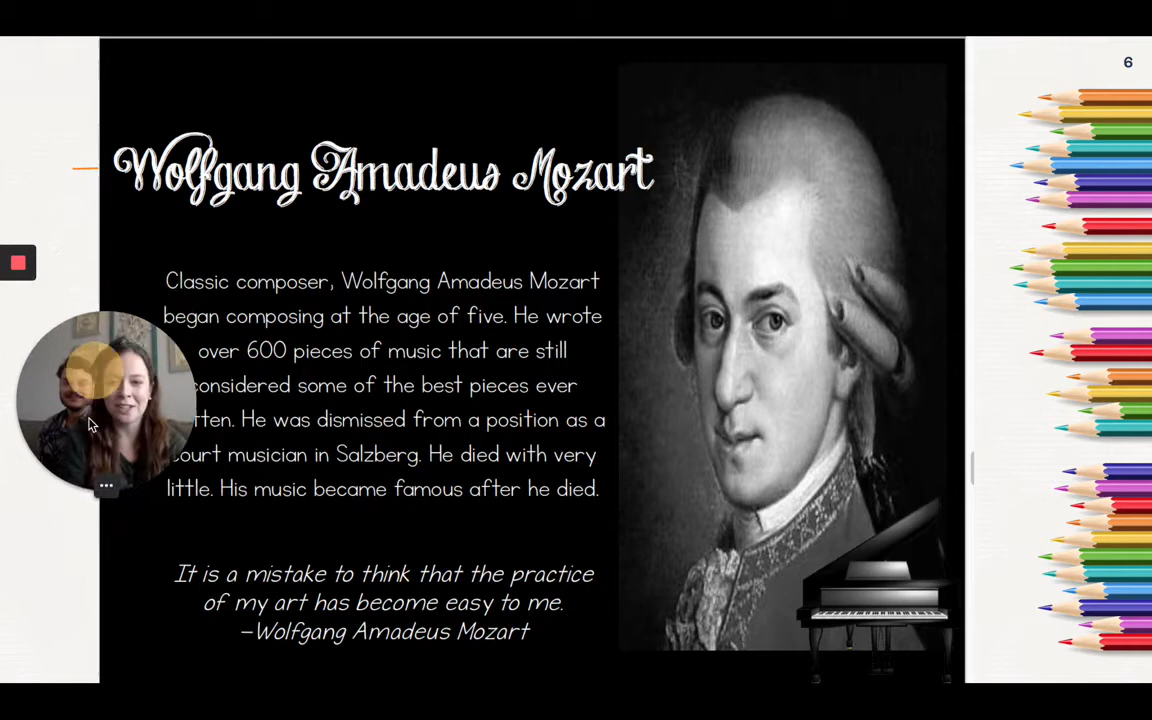 6
Wolfgang Amadeus Mozart
Classic composer, Wolfgang Amadeus Mozart
began composing at the age of five. He wrote
over 600 pieces of music that are still
considered some of the best pieces ever
tten. He was dismissed from a position as a
court musician in Salzberg. He died with very
little. His music became famous after he died.
It is a mistake to think that the practice
of my art has become easy to me.
-Wolfgang Amadeus Mozart